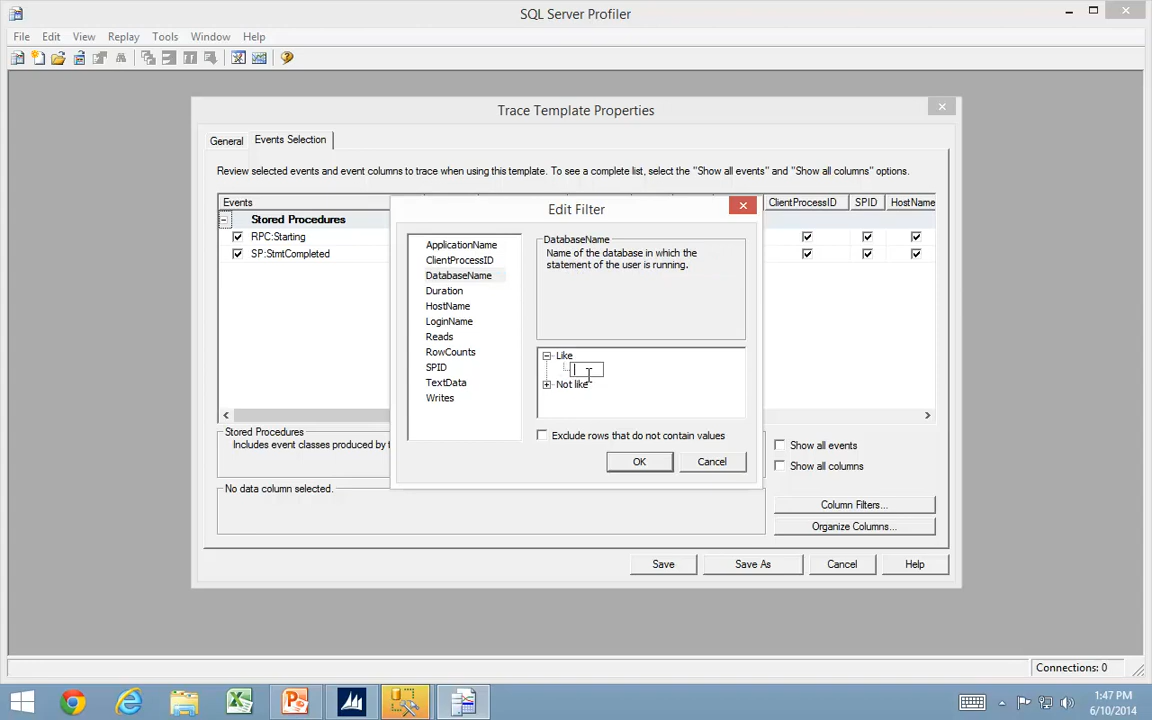 SQL Server Profiler
File Edit View Replay Tools Window Help
Trace Template Properties
General Events Selection
Review selected events and event columns to trace when using this template. To see a complete list, select the "Show all events" and "Show all columns" options.
Events ClientProcessID SPID HostName
Stored Procedures
RPC:Starting
SP:StmtCompleted
Edit Filter
ApplicationName
ClientProcessID
DatabaseName
Duration
HostName
LoginName
Reads
RowCounts
SPID
TextData
Writes
DatabaseName
Name of the database in which the
statement of the user is running.
Like
Not like
Exclude rows that do not contain values
OK Cancel
Stored Procedures
Includes event classes produced by
No data column selected.
Show all events
Show all columns
Column Filters...
Organize Columns...
Save Save As Cancel Help
Connections: 0
1:47 PM
6/10/2014